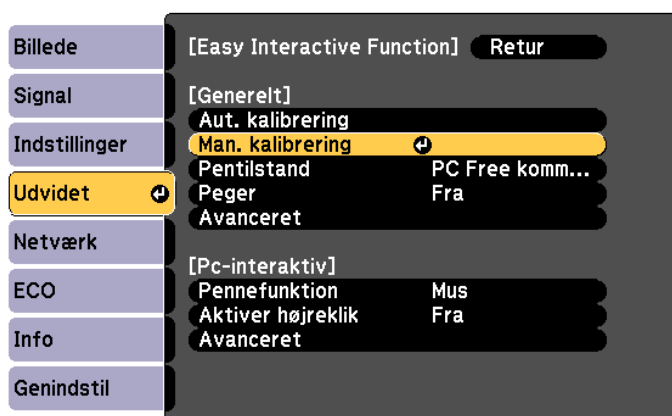 Billede
Signal
Indstillinger
Udvidet
Netværk
ECO
Info
Genindstil
[Easy Interactive Function] Retur
[Generelt]
Aut. kalibrering
Man. kalibrering
Pentilstand PC Free komm...
Peger Fra
Avanceret
[Pc-interaktiv]
Pennefunktion Mus
Aktiver højreklik Fra
Avanceret